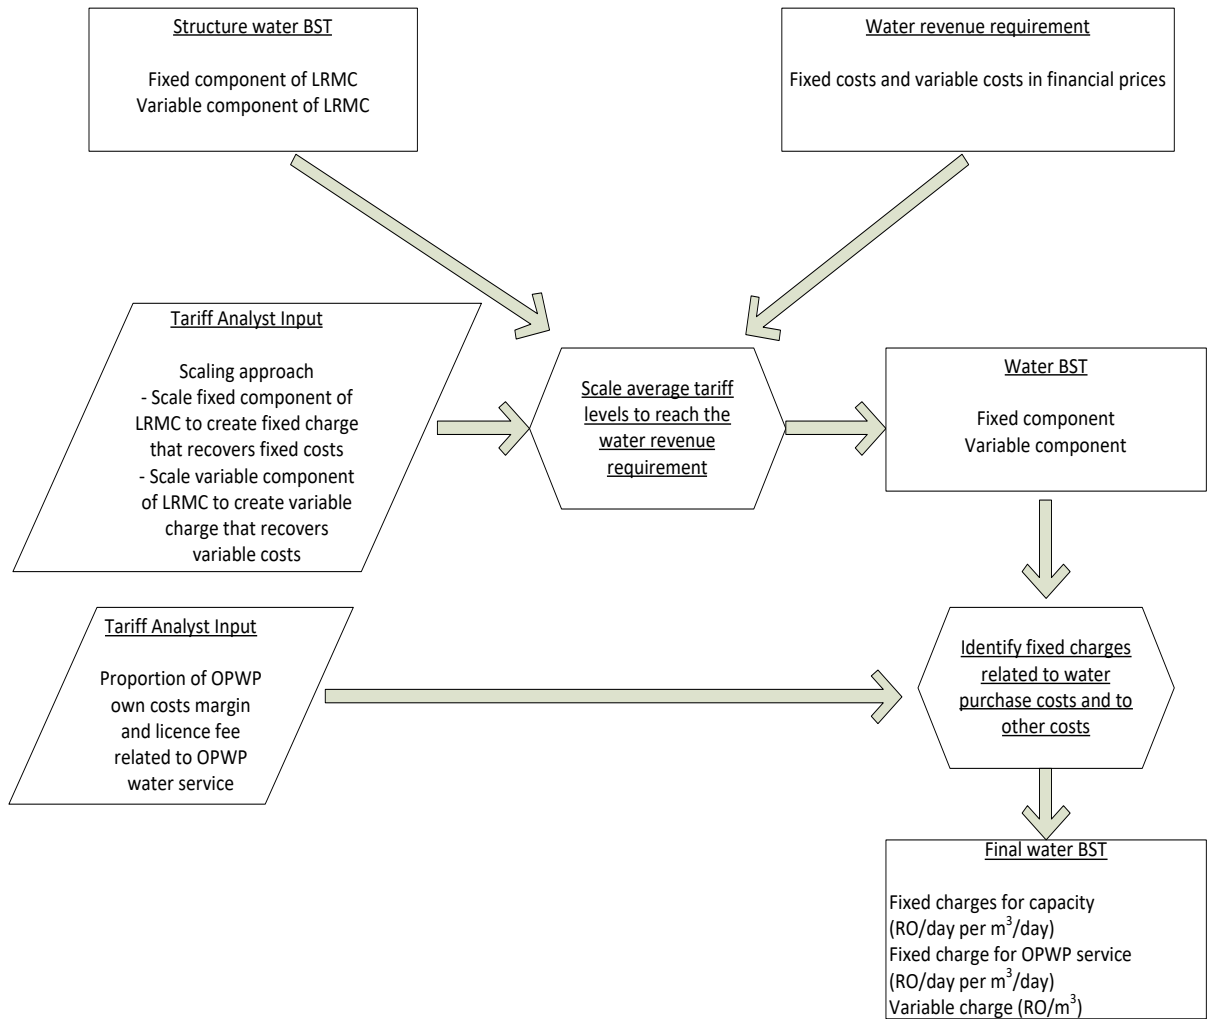 Structure water BST
Fixed component of LRMC
Variable component of LRMC
Water revenue requirement
Fixed costs and variable costs in financial prices
Tariff Analyst Input
Scaling approach
- Scale fixed component of
LRMC to create fixed charge
that recovers fixed costs
- Scale variable component
of LRMC to create variable
charge that recovers
variable costs
Scale average tariff
levels to reach the
water revenue
requirement
Water BST
Fixed component
Variable component
Tariff Analyst Input
Proportion of OPWP
own costs margin
and licence fee
related to OPWP
water service
Identify fixed charges
related to water
purchase costs and to
other costs
Final water BST
Fixed charges for capacity
(RO/day per m³/day)
Fixed charge for OPWP service
(RO/day per m³/day)
Variable charge (RO/m³)